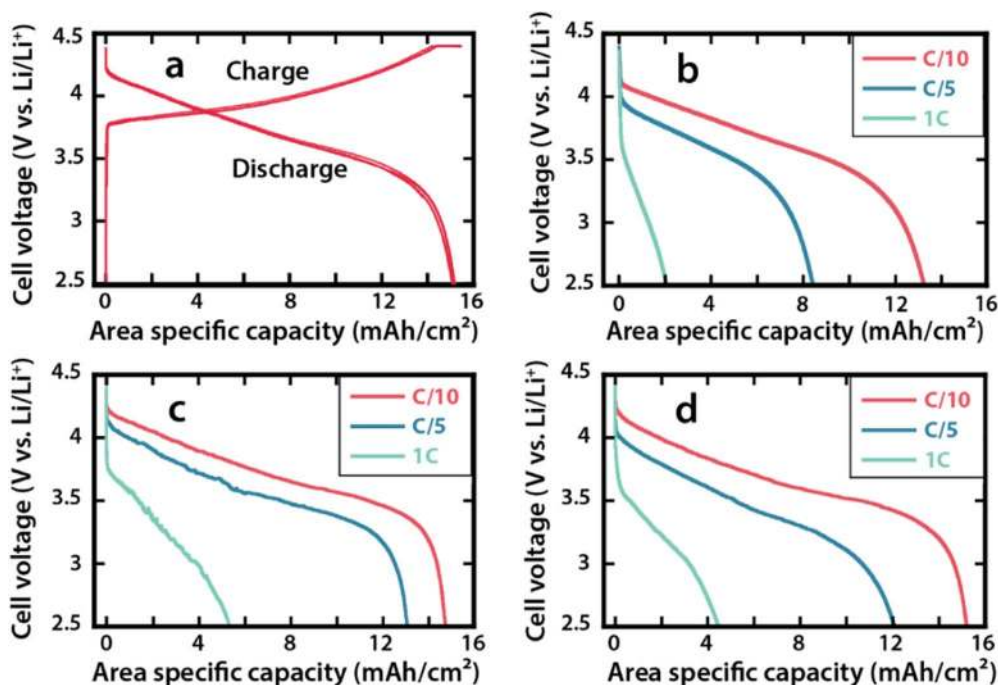 a
Charge
Discharge
Cell voltage (V vs. Li/Li⁺)
4.5
4
3.5
3
2.5
0 4 8 12 16
Area specific capacity (mAh/cm²)
b
C/10
C/5
1C
Cell voltage (V vs. Li/Li⁺)
4.5
4
3.5
3
2.5
0 4 8 12 16
Area specific capacity (mAh/cm²)
c
C/10
C/5
1C
Cell voltage (V vs. Li/Li⁺)
4.5
4
3.5
3
2.5
0 4 8 12 16
Area specific capacity (mAh/cm²)
d
C/10
C/5
1C
Cell voltage (V vs. Li/Li⁺)
4.5
4
3.5
3
2.5
0 4 8 12 16
Area specific capacity (mAh/cm²)